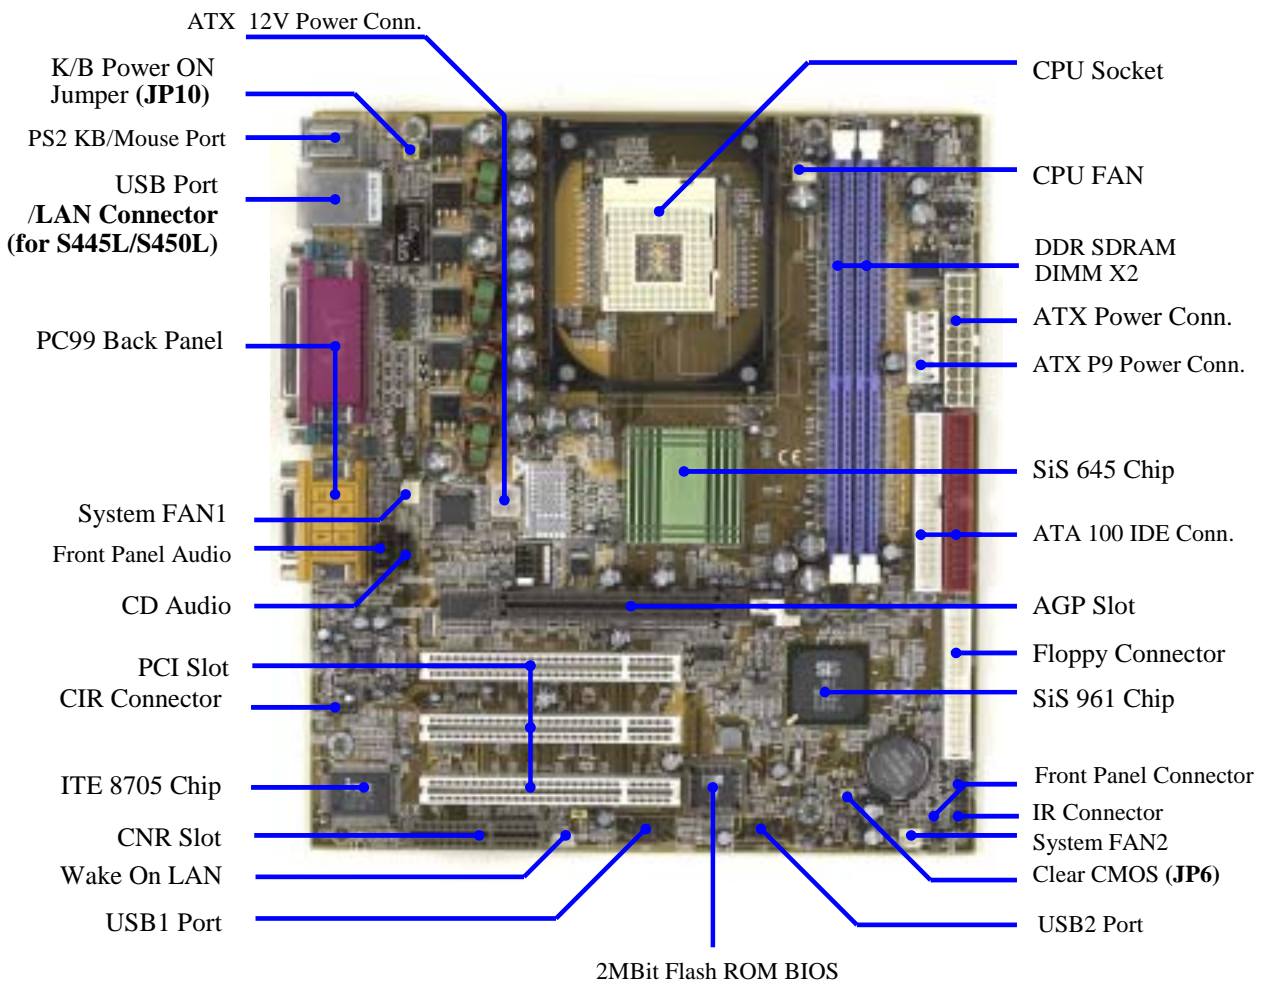 ATX 12V Power Conn.
K/B Power ON
Jumper (JP10)
PS2 KB/Mouse Port
USB Port
/LAN Connector
(for S445L/S450L)
PC99 Back Panel
System FAN1
Front Panel Audio
CD Audio
PCI Slot
CIR Connector
ITE 8705 Chip
CNR Slot
Wake On LAN
USB1 Port
2MBit Flash ROM BIOS
CPU Socket
CPU FAN
DDR SDRAM
DIMM X2
ATX Power Conn.
ATX P9 Power Conn.
SiS 645 Chip
ATA 100 IDE Conn.
AGP Slot
Floppy Connector
SiS 961 Chip
Front Panel Connector
IR Connector
System FAN2
Clear CMOS (JP6)
USB2 Port
CE
SiS